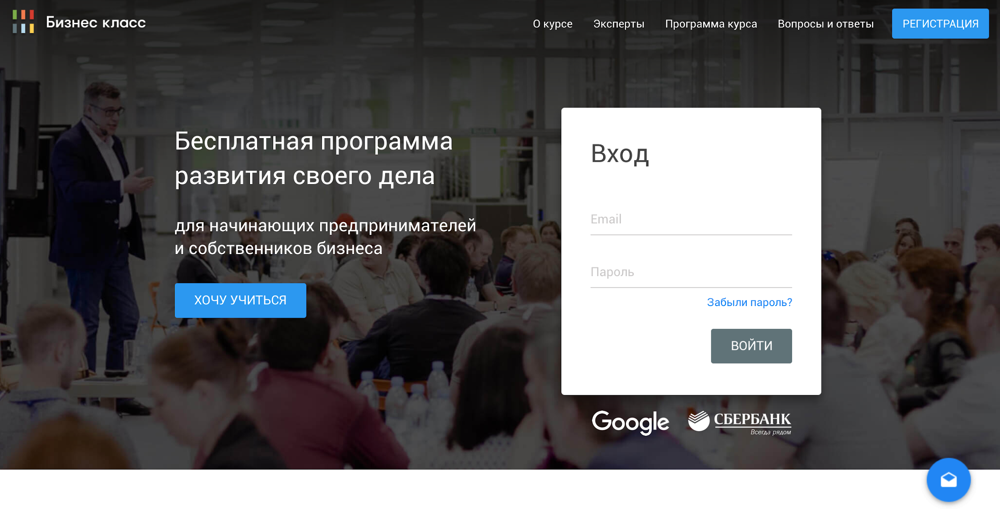 Бизнес класс
О курсе
Эксперты
Программа курса
Вопросы и ответы
РЕГИСТРАЦИЯ
Бесплатная программа
развития своего дела
для начинающих предпринимателей
и собственников бизнеса
ХОЧУ УЧИТЬСЯ
Вход
Email
Пароль
Забыли пароль?
ВОЙТИ
Google
СБЕРБАНК
Всегда рядом